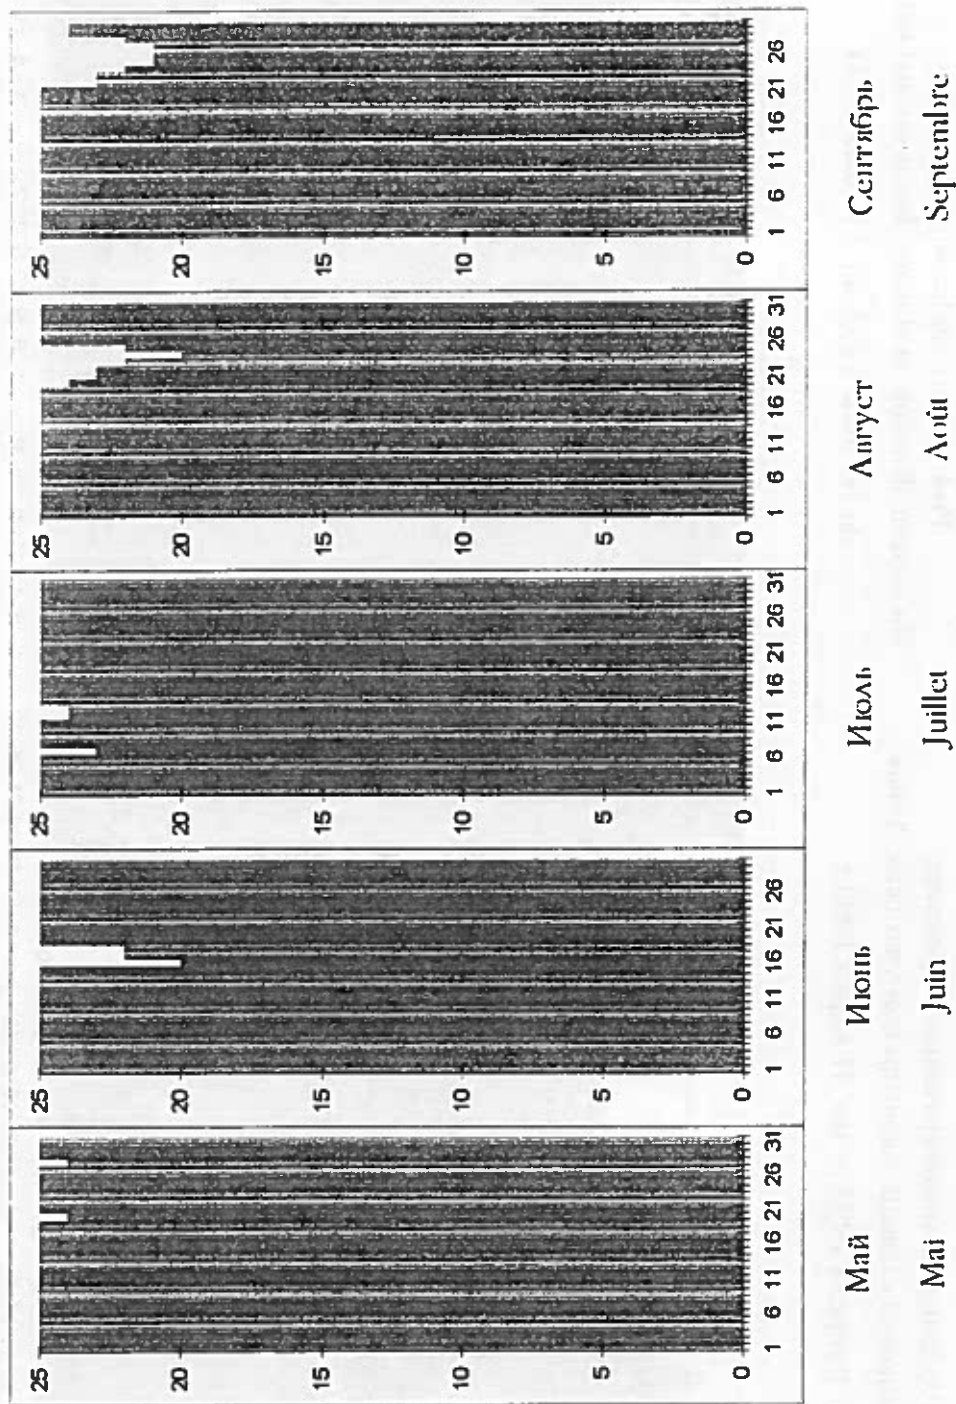 25 25 25 25 25
20 20 20 20 20
15 15 15 15 15
10 10 10 10 10
5 5 5 5 5
0 0 0 0 0
1 6 11 16 21 26 31 1 6 11 16 21 26 1 6 11 16 21 26 31 1 6 11 16 21 26 31 1 6 11 16 21 26
Май Июнь Июль Август Сентябрь
Mai Juin Juillet Août Septembre